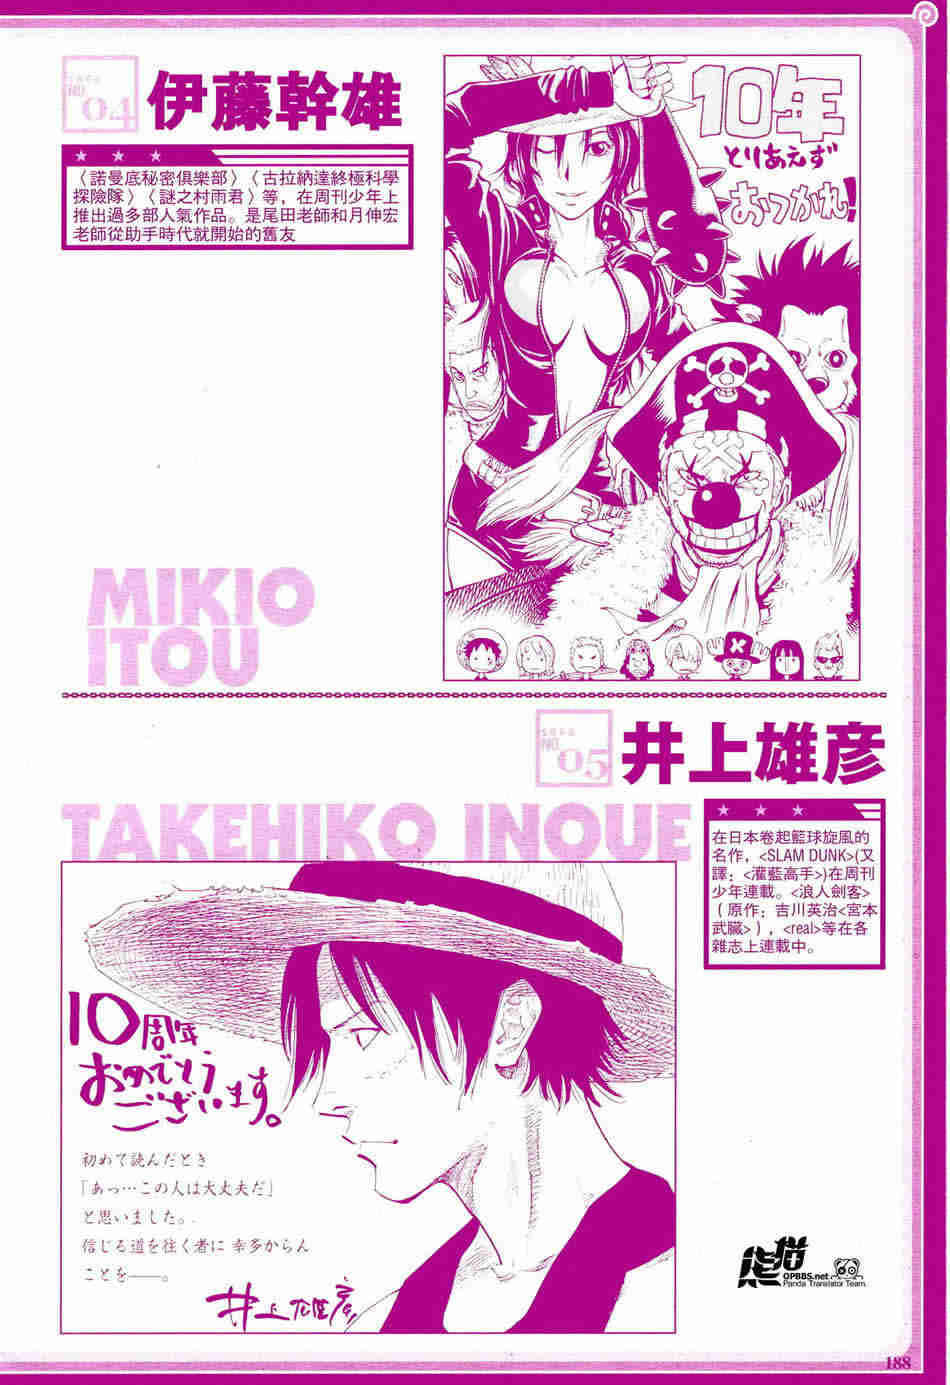 NO.
04
伊藤幹雄
〈諾曼底秘密俱樂部〉〈古拉納達終極科學
探險隊〉〈謎之村雨君〉等，在周刊少年上
推出過多部人氣作品。是尾田老師和月伸宏
老師從助手時代就開始的舊友
10年
とりあえず
おつかれ!
MIKIO
ITOU
NO.
05
井上雄彦
TAKEHIKO INOUE
在日本卷起籃球旋風的
名作，<SLAM DUNK>(又
譯：<灌藍高手>)在周刊
少年連載。<浪人劍客>
（原作：吉川英治<宮本
武臟>），<real>等在各
雜志上連載中。
10周年
おめでとう
ございます。
初めて読んだとき
「あっ…この人は大丈夫だ」
と思いました。
信じる道を往く者に 幸多からん
ことを――。
井上雄彦
熊猫
OPBBS.net
Panda Translator Team.
188